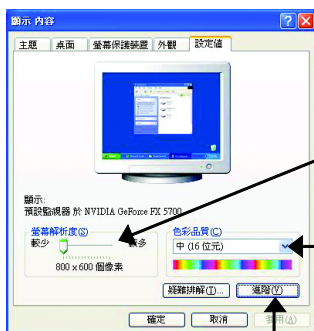 顯示 內容
主題 桌面 螢幕保護裝置 外觀 設定值
顯示:
預設監視器 於 NVIDIA GeForce FX 5700
螢幕解析度(S)
較少 較多
800 x 600 個像素
色彩品質(C)
中 (16 位元)
疑難排解(T)... 進階(V)
確定 取消 套用(A)